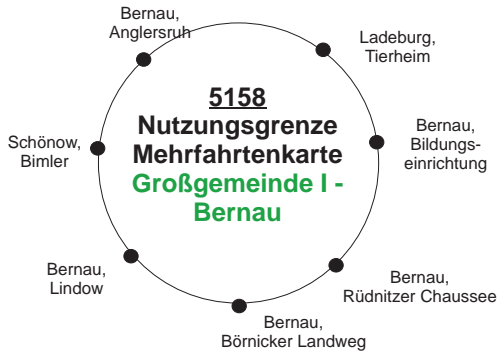 Bernau,
Anglersruh
Ladeburg,
Tierheim
5158
Nutzungsgrenze
Mehrfahrtenkarte
Großgemeinde I -
Bernau
Schönow,
Bimler
Bernau,
Bildungs-
einrichtung
Bernau,
Lindow
Bernau,
Rüdnitzer Chaussee
Bernau,
Börnicker Landweg